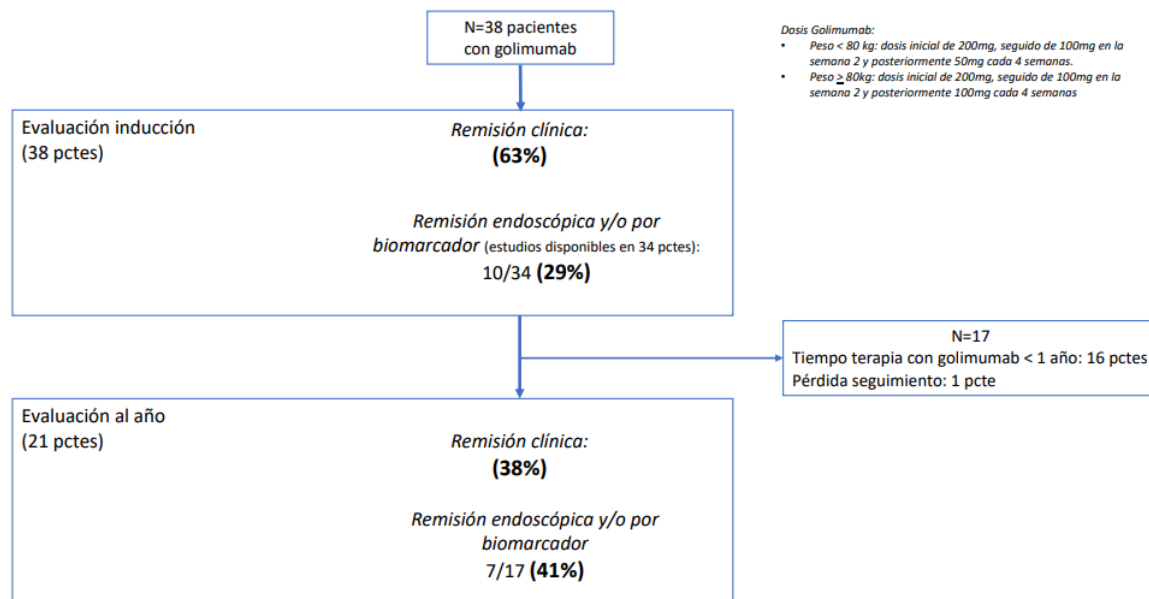 N=38 pacientes
con golimumab
Dosis Golimumab:
• Peso < 80 kg: dosis inicial de 200mg, seguido de 100mg en la
semana 2 y posteriormente 50mg cada 4 semanas.
• Peso ≥ 80kg: dosis inicial de 200mg, seguido de 100mg en la
semana 2 y posteriormente 100mg cada 4 semanas
Evaluación inducción
(38 pctes)
Remisión clínica:
(63%)
Remisión endoscópica y/o por
biomarcador (estudios disponibles en 34 pctes):
10/34 (29%)
N=17
Tiempo terapia con golimumab < 1 año: 16 pctes
Pérdida seguimiento: 1 pcte
Evaluación al año
(21 pctes)
Remisión clínica:
(38%)
Remisión endoscópica y/o por
biomarcador
7/17 (41%)